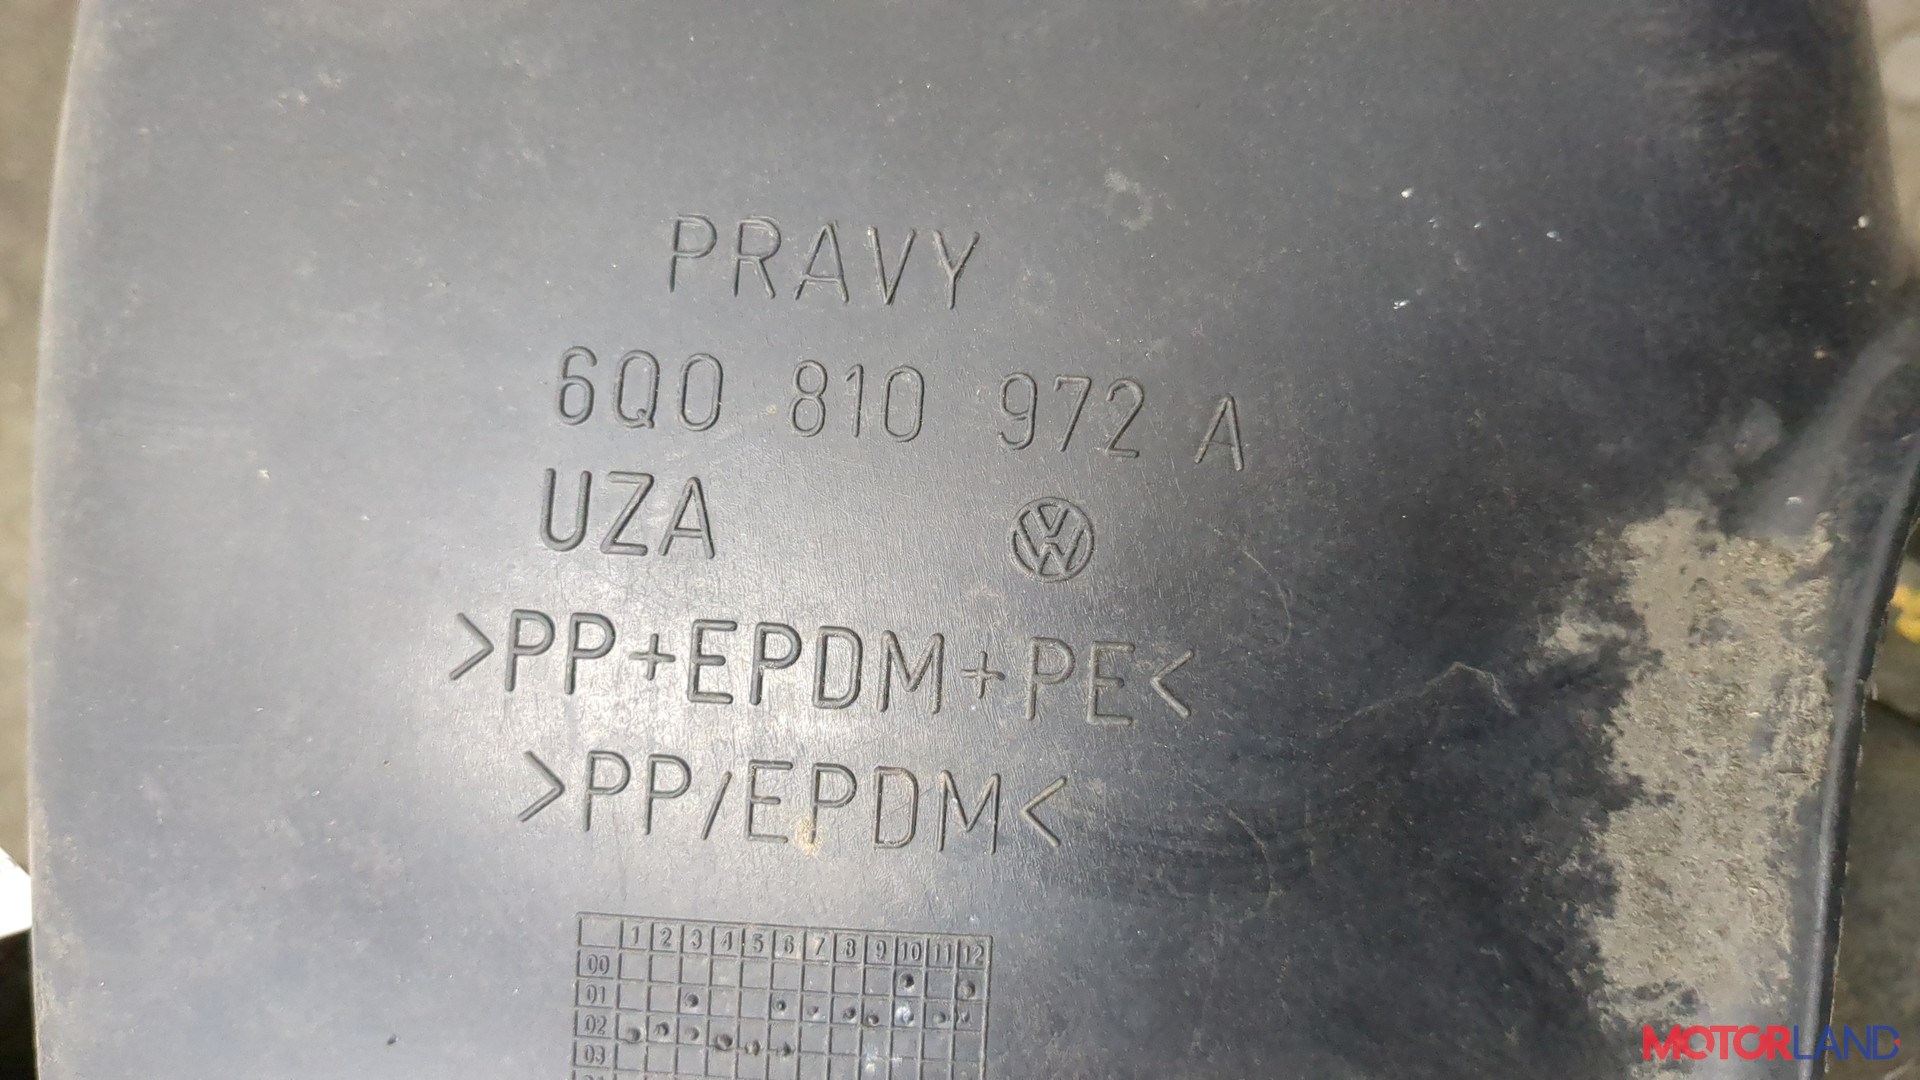 PRAVY
6Q0 810 972 A
UZA
>PP+EPDM+PE<
>PP/EPDM<
1 2 3 4 5 6 7 8 9 10 11 12
00
01
02
03
MOTORLAND